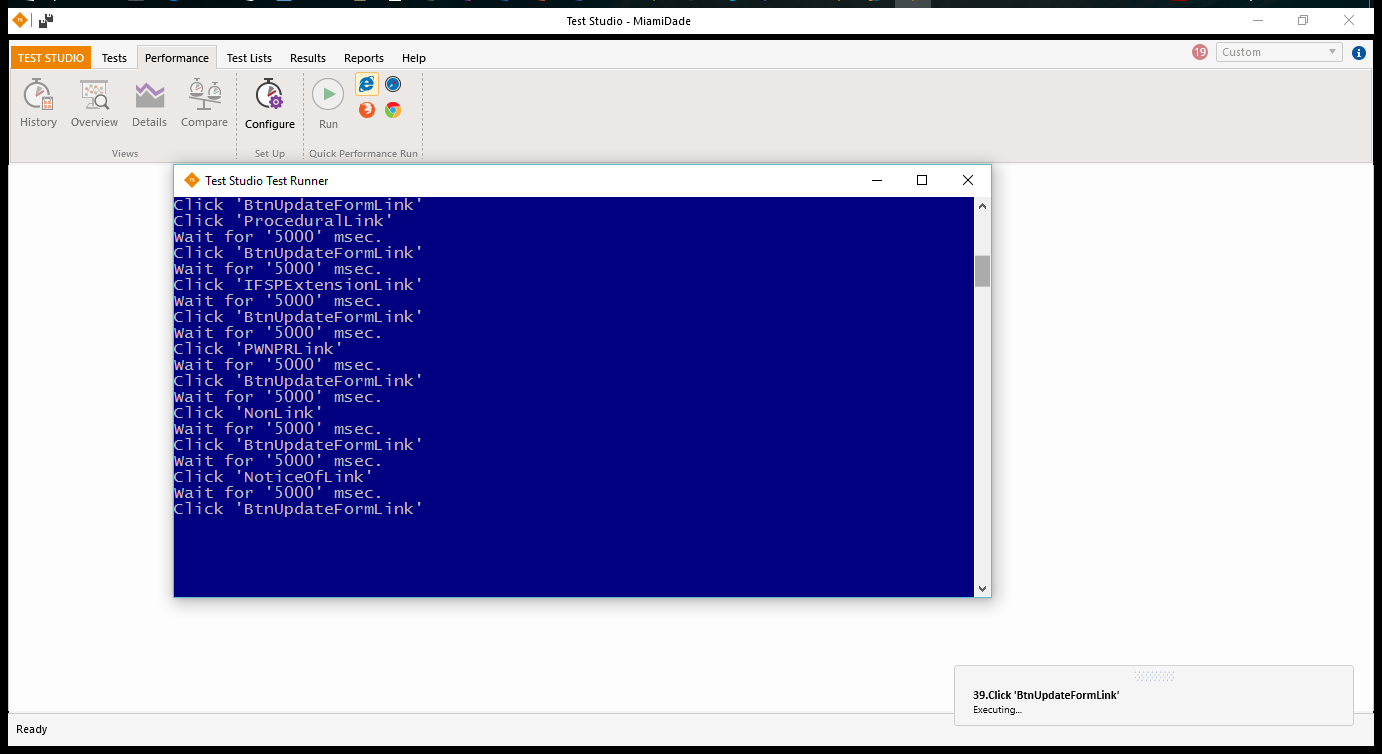 TS
Test Studio - MiamiDade
TEST STUDIO Tests Performance Test Lists Results Reports Help
19 Custom
History Overview Details Compare Configure Run
Views Set Up Quick Performance Run
TS Test Studio Test Runner
Click 'BtnUpdateFormLink'
Click 'ProceduralLink'
Wait for '5000' msec.
Click 'BtnUpdateFormLink'
Wait for '5000' msec.
Click 'IFSPExtensionLink'
Wait for '5000' msec.
Click 'BtnUpdateFormLink'
Wait for '5000' msec.
Click 'PWNPRLink'
Wait for '5000' msec.
Click 'BtnUpdateFormLink'
Wait for '5000' msec.
Click 'NonLink'
Wait for '5000' msec.
Click 'BtnUpdateFormLink'
Wait for '5000' msec.
Click 'NoticeOfLink'
Wait for '5000' msec.
Click 'BtnUpdateFormLink'
39.Click 'BtnUpdateFormLink'
Executing...
Ready